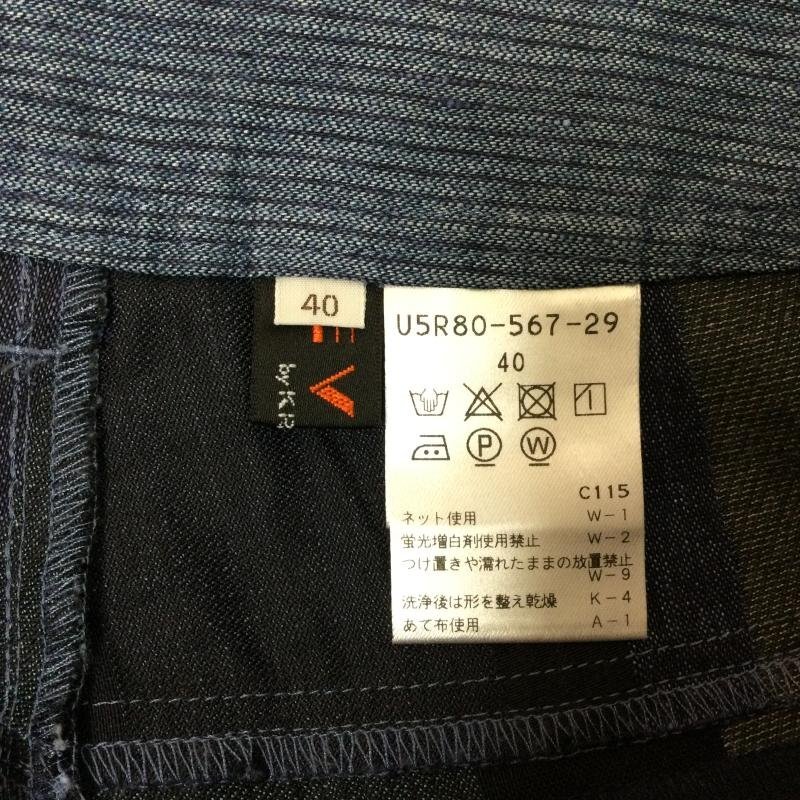 40
V
by K R
U5R80-567-29
40
P W
C115
ネット使用 W-1
蛍光増白剤使用禁止 W-2
つけ置きや濡れたままの放置禁止
W-9
洗浄後は形を整え乾燥 K-4
あて布使用 A-1